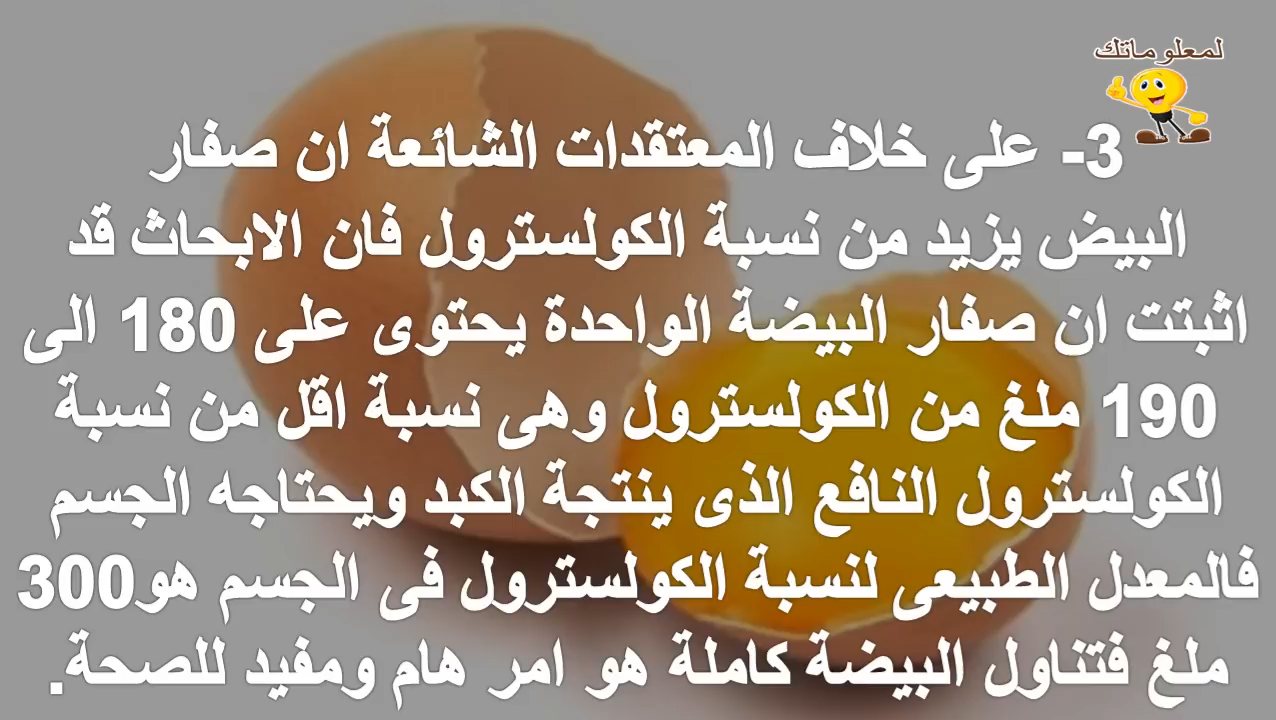 لمعلوماتك
3- على خلاف المعتقدات الشائعة ان صفار
البيض يزيد من نسبة الكولسترول فان الابحاث قد
اثبتت ان صفار البيضة الواحدة يحتوى على 180 الى
190 ملغ من الكولسترول وهى نسبة اقل من نسبة
الكولسترول النافع الذى ينتجة الكبد ويحتاجه الجسم
فالمعدل الطبيعى لنسبة الكولسترول فى الجسم هو300
ملغ فتناول البيضة كاملة هو امر هام ومفيد للصحة.